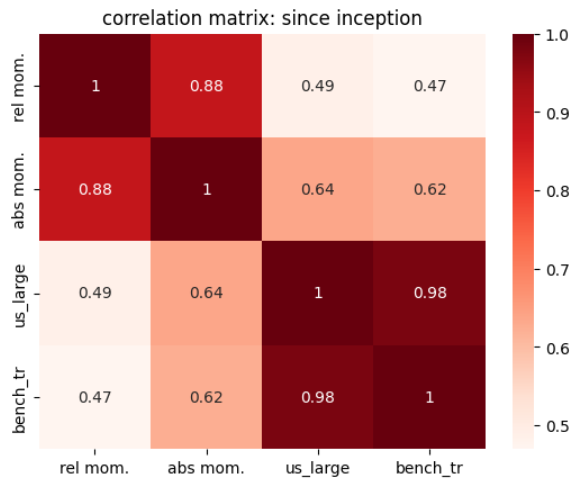 correlation matrix: since inception
rel mom. 1 0.88 0.49 0.47
abs mom. 0.88 1 0.64 0.62
us_large 0.49 0.64 1 0.98
bench_tr 0.47 0.62 0.98 1
rel mom. abs mom. us_large bench_tr
1.0
0.9
0.8
0.7
0.6
0.5